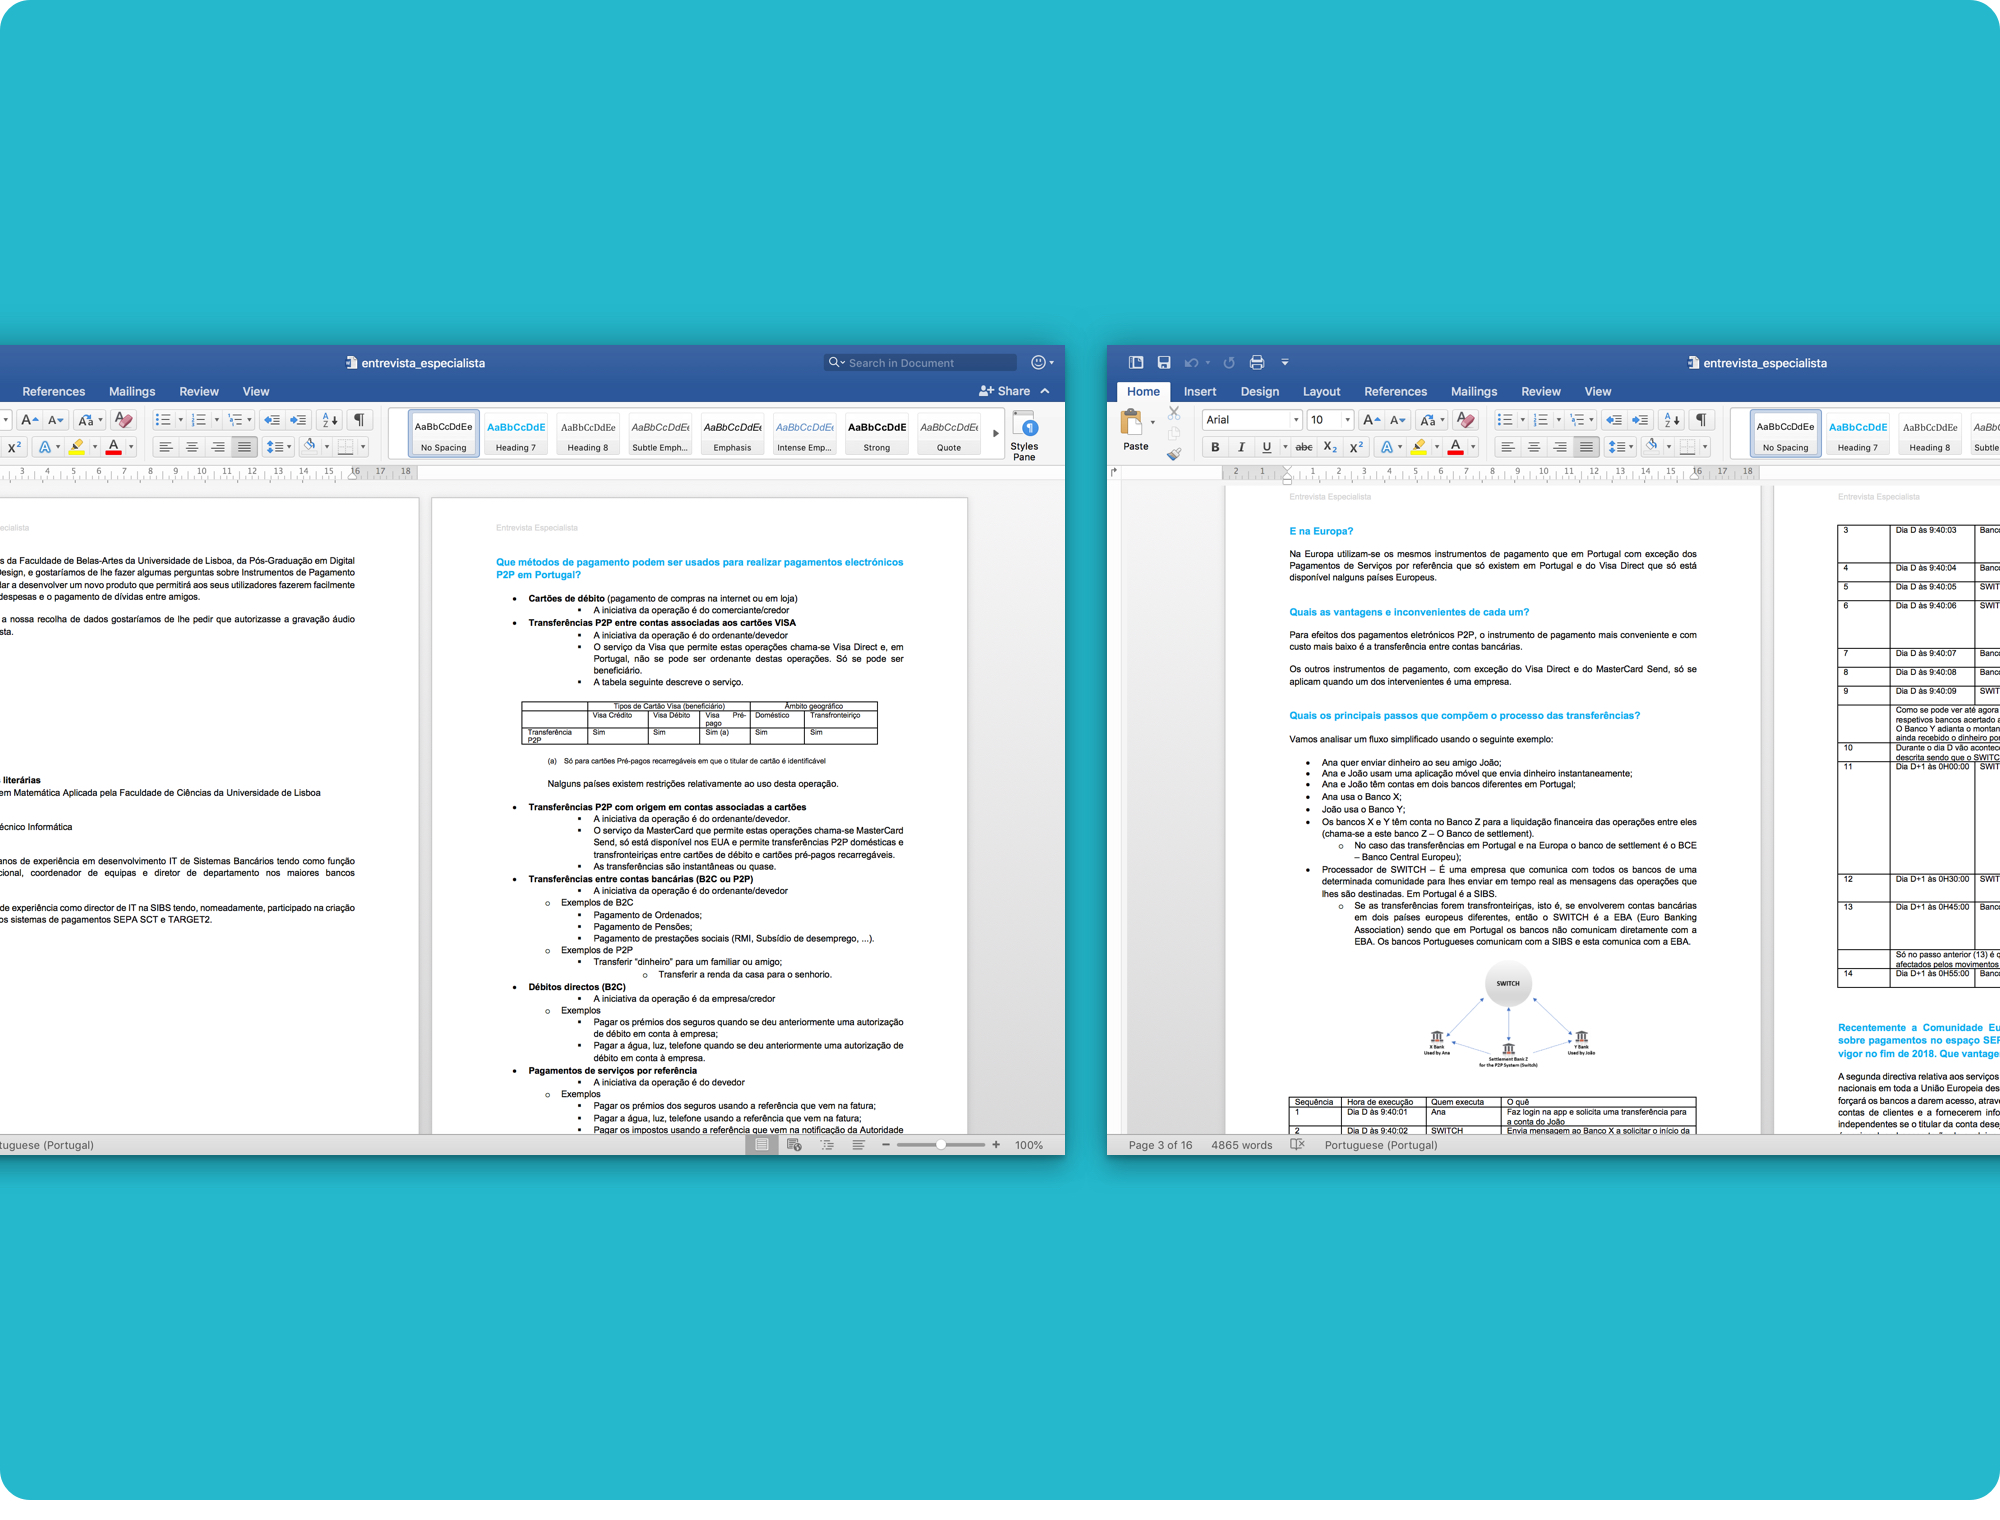 entrevista_especialista
Search in Document
References Mailings Review View
Share
AaBbCcDdEe AaBbCcDdE AaBbCcDdEe AaBbCcDdEe AaBbCcDdEe AaBbCcDdEe AaBbCcDdE AaBbCcDdEe
No Spacing Heading 7 Heading 8 Subtle Emph... Emphasis Intense Emp... Strong Quote
Styles
Pane
3 4 5 6 7 8 9 10 11 12 13 14 15 16 17 18
ecialista
s da Faculdade de Belas-Artes da Universidade de Lisboa, da Pós-Graduação em Digital
Design, e gostaríamos de lhe fazer algumas perguntas sobre Instrumentos de Pagamento
dar a desenvolver um novo produto que permitirá aos seus utilizadores fazerem facilmente
despesas e o pagamento de dívidas entre amigos.
a nossa recolha de dados gostaríamos de lhe pedir que autorizasse a gravação áudio
sta.
s literárias
em Matemática Aplicada pela Faculdade de Ciências da Universidade de Lisboa
écnico Informática
anos de experiência em desenvolvimento IT de Sistemas Bancários tendo como função
cional, coordenador de equipas e diretor de departamento nos maiores bancos
de experiência como director de IT na SIBS tendo, nomeadamente, participado na criação
os sistemas de pagamentos SEPA SCT e TARGET2.
Entrevista Especialista
Que métodos de pagamento podem ser usados para realizar pagamentos electrónicos
P2P em Portugal?
• Cartões de débito (pagamento de compras na internet ou em loja)
▪ A iniciativa da operação é do comerciante/credor
• Transferências P2P entre contas associadas aos cartões VISA
▪ A iniciativa da operação é do ordenante/devedor
▪ O serviço da Visa que permite estas operações chama-se Visa Direct e, em
Portugal, não se pode ser ordenante destas operações. Só se pode ser
beneficiário.
▪ A tabela seguinte descreve o serviço.
Tipos de Cartão Visa (beneficiário) Âmbito geográfico
Visa Crédito Visa Débito Visa Pré-pago Doméstico Transfronteiriço
Transferência P2P Sim Sim Sim (a) Sim Sim
(a) Só para cartões Pré-pagos recarregáveis em que o titular de cartão é identificável
Nalguns países existem restrições relativamente ao uso desta operação.
• Transferências P2P com origem em contas associadas a cartões
▪ A iniciativa da operação é do ordenante/devedor.
▪ O serviço da MasterCard que permite estas operações chama-se MasterCard
Send, só está disponível nos EUA e permite transferências P2P domésticas e
transfronteiriças entre cartões de débito e cartões pré-pagos recarregáveis.
▪ As transferências são instantâneas ou quase.
• Transferências entre contas bancárias (B2C ou P2P)
▪ A iniciativa da operação é do ordenante/devedor
o Exemplos de B2C
▪ Pagamento de Ordenados;
▪ Pagamento de Pensões;
▪ Pagamento de prestações sociais (RMI, Subsídio de desemprego, ...).
o Exemplos de P2P
▪ Transferir "dinheiro" para um familiar ou amigo;
o Transferir a renda da casa para o senhorio.
• Débitos directos (B2C)
▪ A iniciativa da operação é da empresa/credor
o Exemplos
▪ Pagar os prémios dos seguros quando se deu anteriormente uma autorização
de débito em conta à empresa;
▪ Pagar a água, luz, telefone quando se deu anteriormente uma autorização de
débito em conta à empresa.
• Pagamentos de serviços por referência
▪ A iniciativa da operação é do devedor
o Exemplos
▪ Pagar os prémios dos seguros usando a referência que vem na fatura;
▪ Pagar a água, luz, telefone usando a referência que vem na fatura;
▪ Pagar os impostos usando a referência que vem na notificação da Autoridade
tuguese (Portugal)
100%
entrevista_especialista
Home Insert Design Layout References Mailings Review View
Paste
Arial 10
AaBbCcDdEe AaBbCcDdE AaBbCcDdEe AaBbC
No Spacing Heading 7 Heading 8 Subtle
2 1 1 2 3 4 5 6 7 8 9 10 11 12 13 14 15 16 17 18
Entrevista Especialista
E na Europa?
Na Europa utilizam-se os mesmos instrumentos de pagamento que em Portugal com exceção dos
Pagamentos de Serviços por referência que só existem em Portugal e do Visa Direct que só está
disponível nalguns países Europeus.
Quais as vantagens e inconvenientes de cada um?
Para efeitos dos pagamentos eletrónicos P2P, o instrumento de pagamento mais conveniente e com
custo mais baixo é a transferência entre contas bancárias.
Os outros instrumentos de pagamento, com exceção do Visa Direct e do MasterCard Send, só se
aplicam quando um dos intervenientes é uma empresa.
Quais os principais passos que compõem o processo das transferências?
Vamos analisar um fluxo simplificado usando o seguinte exemplo:
• Ana quer enviar dinheiro ao seu amigo João;
• Ana e João usam uma aplicação móvel que envia dinheiro instantaneamente;
• Ana e João têm contas em dois bancos diferentes em Portugal;
• Ana usa o Banco X;
• João usa o Banco Y;
• Os bancos X e Y têm conta no Banco Z para a liquidação financeira das operações entre eles
(chama-se a este banco Z – O Banco de settlement).
o No caso das transferências em Portugal e na Europa o banco de settlement é o BCE
– Banco Central Europeu);
• Processador de SWITCH – É uma empresa que comunica com todos os bancos de uma
determinada comunidade para lhes enviar em tempo real as mensagens das operações que
lhes são destinadas. Em Portugal é a SIBS.
o Se as transferências forem transfronteiriças, isto é, se envolverem contas bancárias
em dois países europeus diferentes, então o SWITCH é a EBA (Euro Banking
Association) sendo que em Portugal os bancos não comunicam diretamente com a
EBA. Os bancos Portugueses comunicam com a SIBS e esta comunica com a EBA.
SWITCH
X Bank
Used by Ana
Settlement Bank Z
for the P2P System (Switch)
Y Bank
Used by João
Sequência Hora de execução Quem executa O quê
1 Dia D às 9:40:01 Ana Faz login na app e solicita uma transferência para
a conta do João
2 Dia D às 9:40:02 SWITCH Envia mensagem ao Banco X a solicitar o início da
Entrevista Especialista
3 Dia D às 9:40:03 Banc
4 Dia D às 9:40:04 Banc
5 Dia D às 9:40:05 SWIT
6 Dia D às 9:40:06 SWIT
7 Dia D às 9:40:07 Banc
8 Dia D às 9:40:08 Banc
9 Dia D às 9:40:09 SWIT
Como se pode ver até agora
respetivos bancos acertado a
O Banco Y adianta o montan
ainda recebido o dinheiro po
10 Durante o dia D vão acontec
descrita sendo que o SWITC
11 Dia D+1 às 0H00:00 SWIT
12 Dia D+1 às 0H30:00 SWIT
13 Dia D+1 às 0H45:00 Banc
Só no passo anterior (13) é q
afectados pelos movimentos
14 Dia D+1 às 0H55:00 Banc
Recentemente a Comunidade Eu
sobre pagamentos no espaço SEP
vigor no fim de 2018. Que vantage
A segunda directiva relativa aos serviços
nacionais em toda a União Europeia des
forçará os bancos a darem acesso, atrav
contas de clientes e a fornecerem info
independentes se o titular da conta dese
Page 3 of 16 4865 words Portuguese (Portugal)